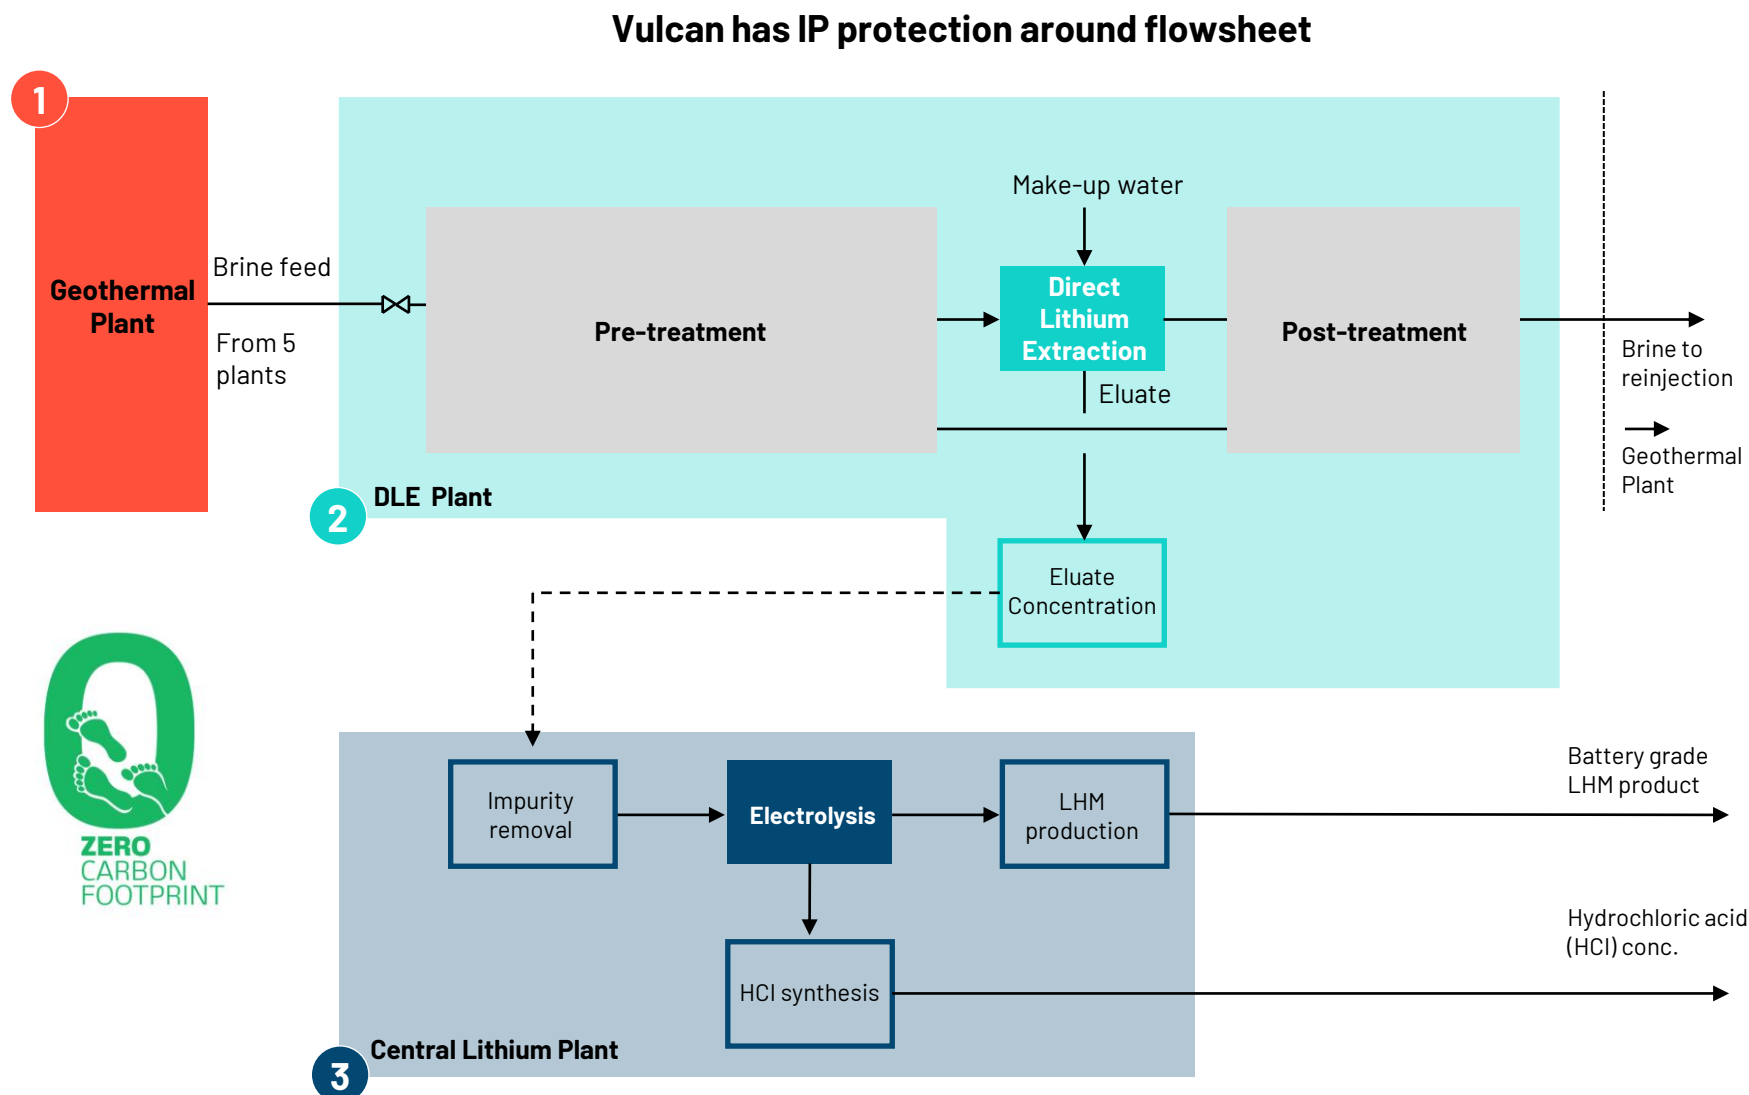 Vulcan has IP protection around flowsheet
1
Geothermal
Plant
Brine feed
From 5
plants
Pre-treatment
Make-up water
Direct
Lithium
Extraction
Eluate
Post-treatment
Brine to
reinjection
Geothermal
Plant
2
DLE Plant
Eluate
Concentration
ZERO
CARBON
FOOTPRINT
Impurity
removal
Electrolysis
LHM
production
Battery grade
LHM product
HCl synthesis
Hydrochloric acid
(HCl) conc.
3
Central Lithium Plant